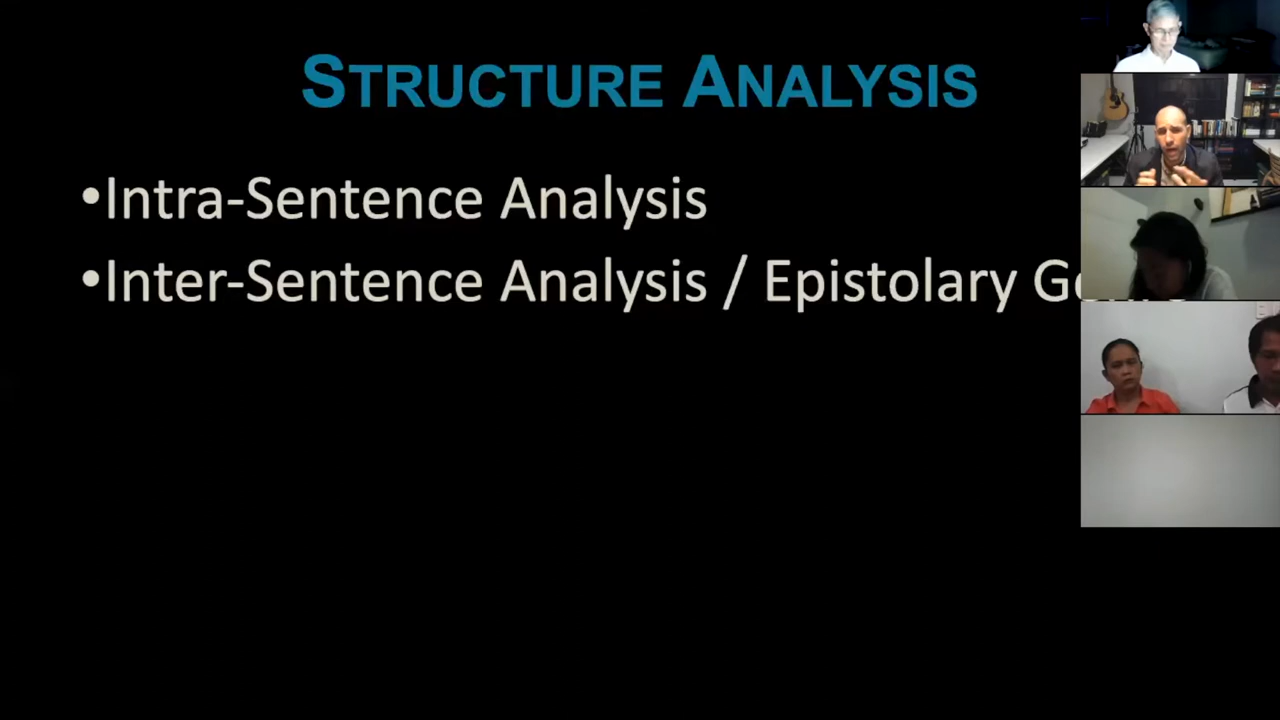 STRUCTURE ANALYSIS
•Intra-Sentence Analysis
•Inter-Sentence Analysis / Epistolary